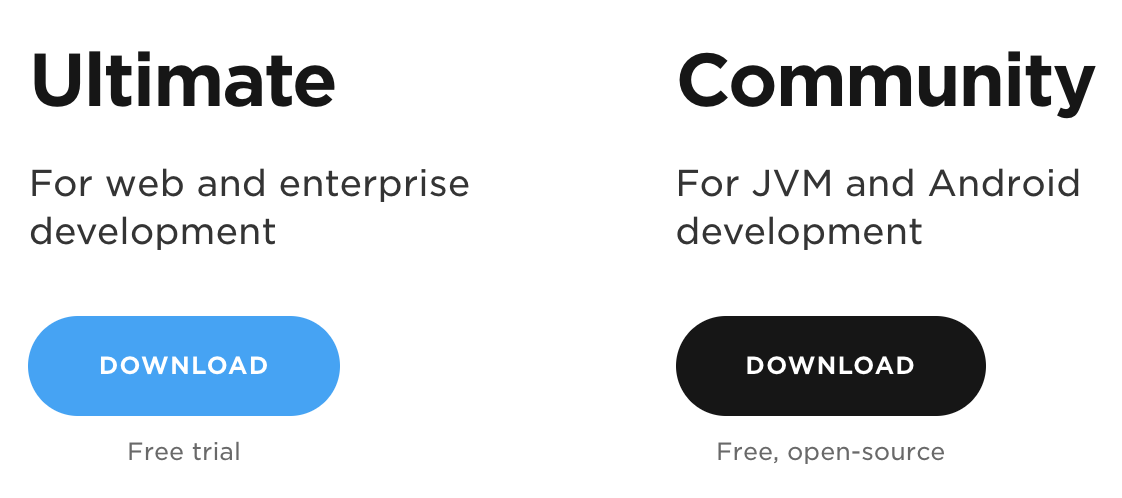 Ultimate
For web and enterprise
development
DOWNLOAD
Free trial
Community
For JVM and Android
development
DOWNLOAD
Free, open-source